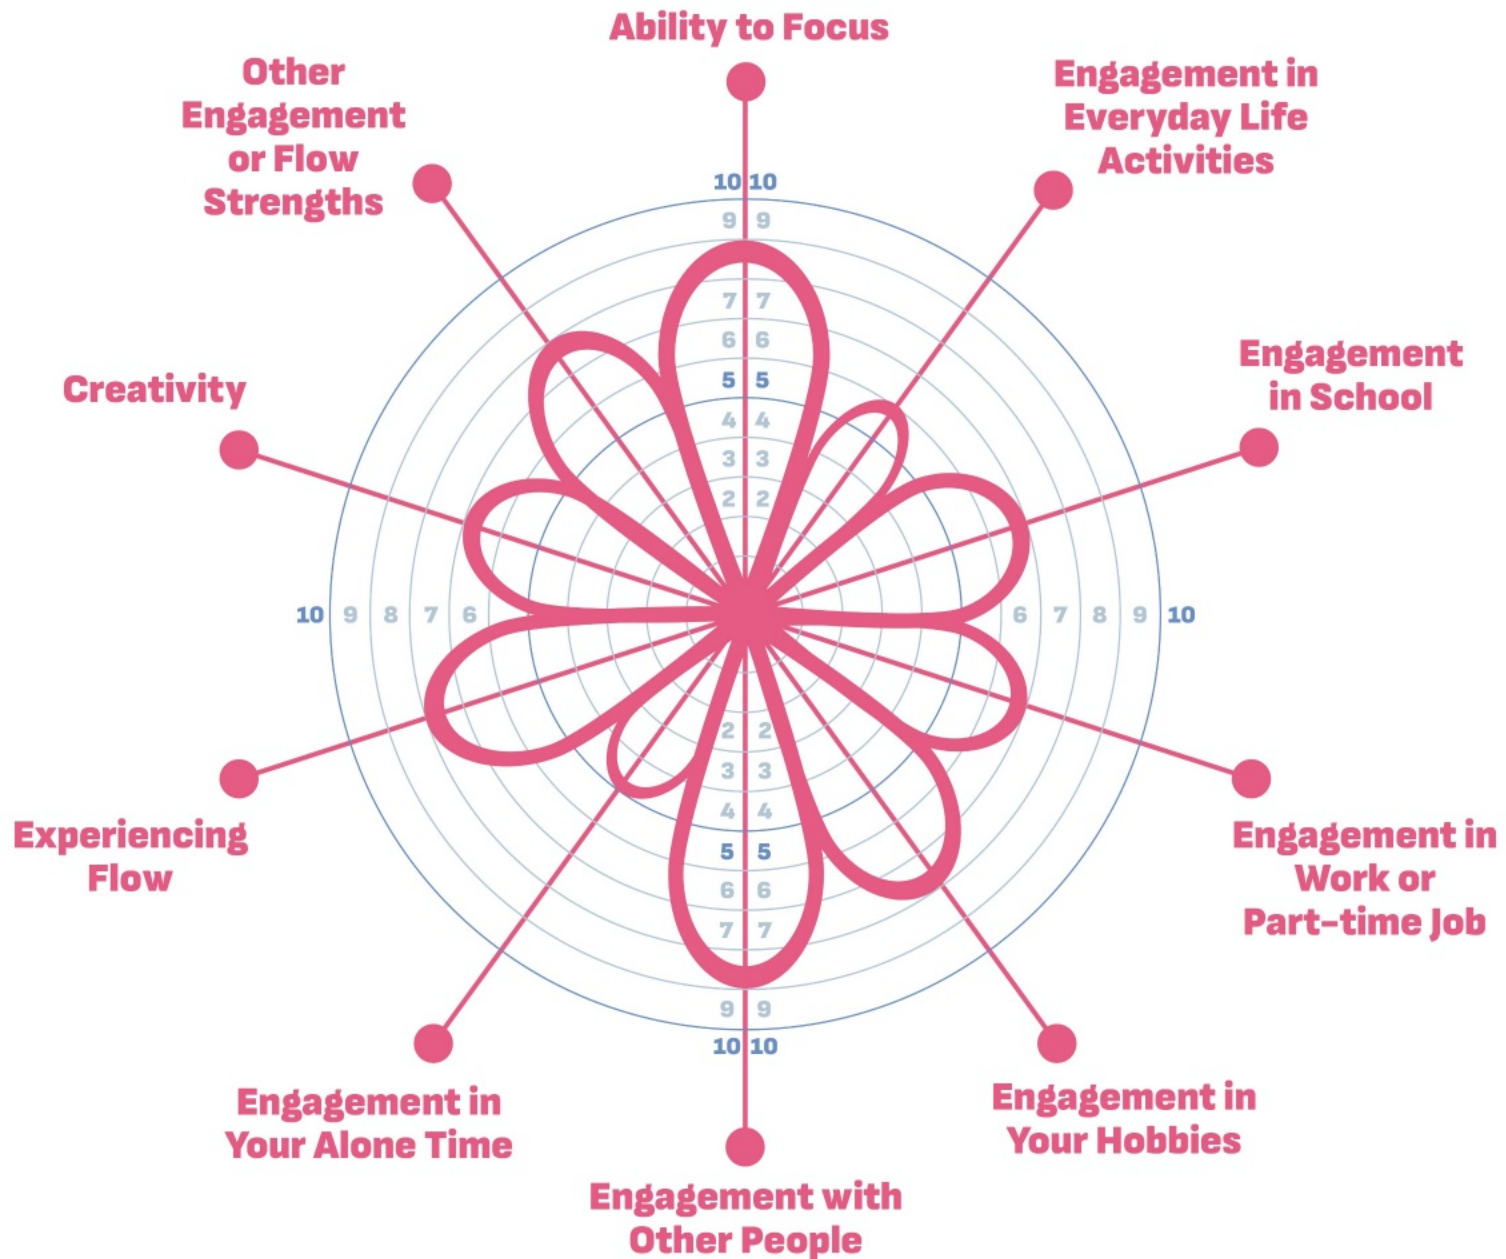 Ability to Focus
Other
Engagement
or Flow
Strengths
Engagement in
Everyday Life
Activities
10 10
9 9
7 7
6 6
5 5
4 4
3 3
2 2
Engagement
in School
Creativity
10 9 8 7 6
6 7 8 9 10
2 2
3 3
4 4
5 5
6 6
7 7
9 9
10 10
Experiencing
Flow
Engagement in
Work or
Part-time Job
Engagement in
Your Alone Time
Engagement in
Your Hobbies
Engagement with
Other People